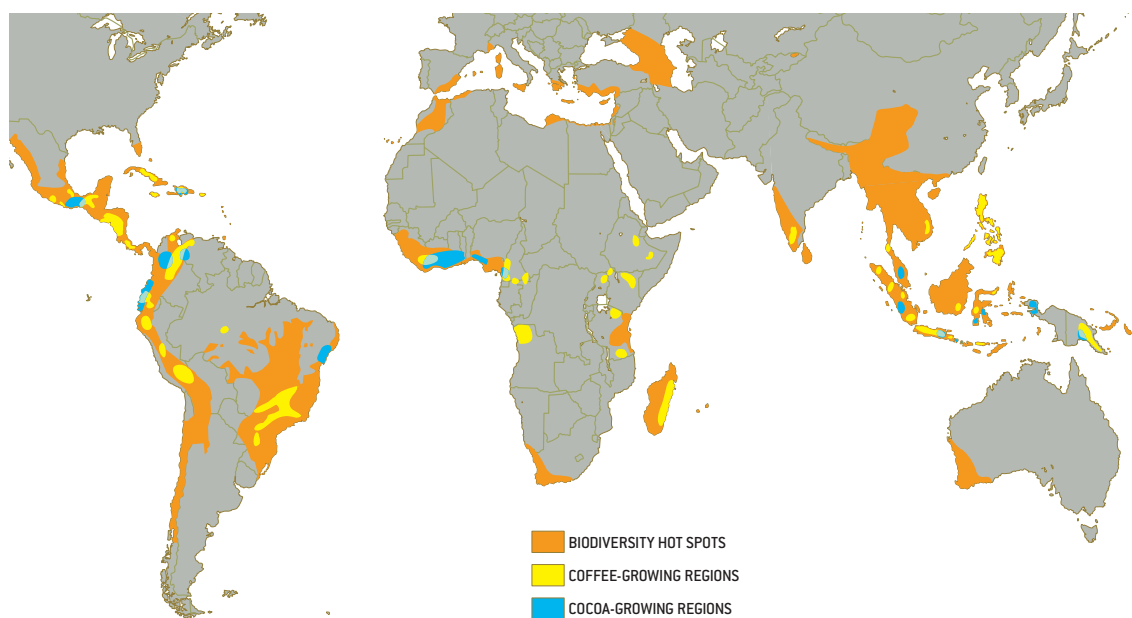 BIODIVERSITY HOT SPOTS
COFFEE-GROWING REGIONS
COCOA-GROWING REGIONS